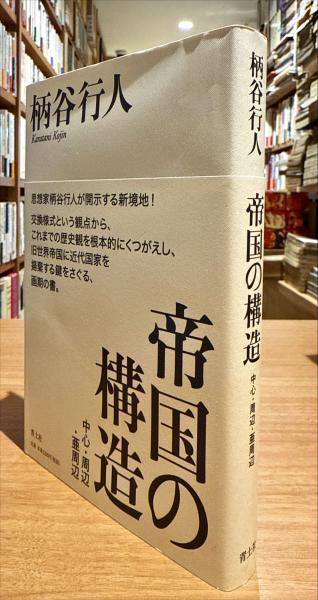 柄谷行人
Karatani Kojin
思想家柄谷行人が開示する新境地!
交換様式という観点から、
これまでの歴史観を根本的にくつがえし、
旧世界帝国に近代国家を
揚棄する鍵をさぐる、
画期の書。
帝国の
構造
中心・周辺
・亜周辺
青土社
柄谷行人
帝国の構造
中心・周辺・亜周辺
青土社